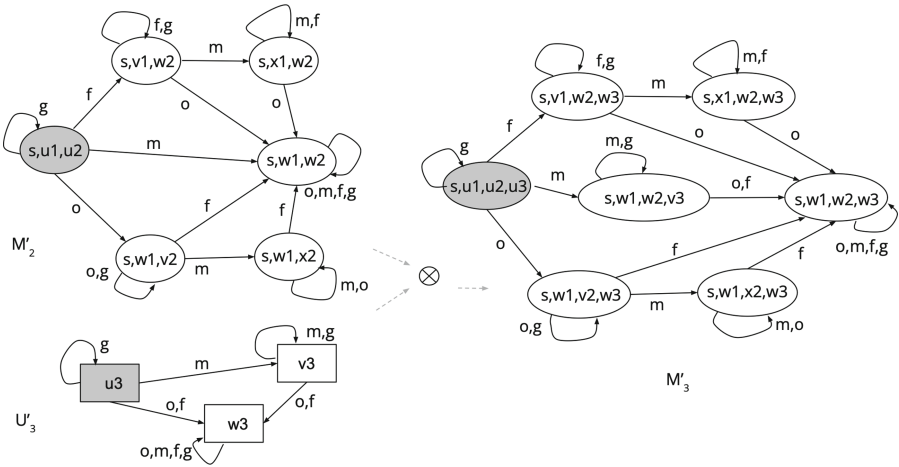 f,g
m,f
s,v1,w2
m
s,x1,w2
g
f
o
o
s,u1,u2
m
s,w1,w2
o
f
f
o,m,f,g
M'2
s,w1,v2
m
s,w1,x2
o,g
m,o
⊗
g
m
m,g
u3
v3
o,f
o,f
U'3
w3
o,m,f,g
f,g
m,f
s,v1,w2,w3
m
s,x1,w2,w3
f
o
o
g
m,g
s,u1,u2,u3
m
s,w1,w2,v3
o,f
s,w1,w2,w3
o
f
f
o,m,f,g
s,w1,v2,w3
m
s,w1,x2,w3
o,g
m,o
M'3